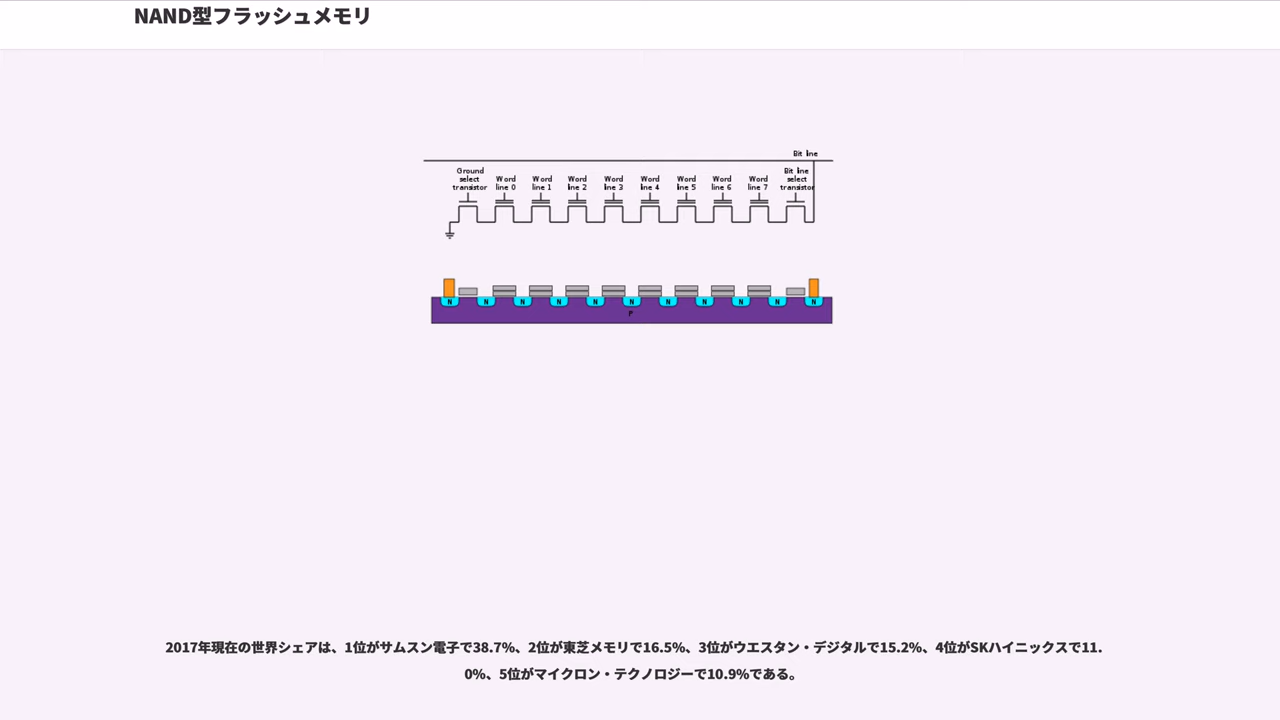 NAND型フラッシュメモリ
Bit line
Ground select transistor
Word line 0
Word line 1
Word line 2
Word line 3
Word line 4
Word line 5
Word line 6
Word line 7
Bit line select transistor
N N N N N N N N N N N
P
2017年現在の世界シェアは、1位がサムスン電子で38.7%、2位が東芝メモリで16.5%、3位がウエスタン・デジタルで15.2%、4位がSKハイニックスで11.
0%、5位がマイクロン・テクノロジーで10.9%である。